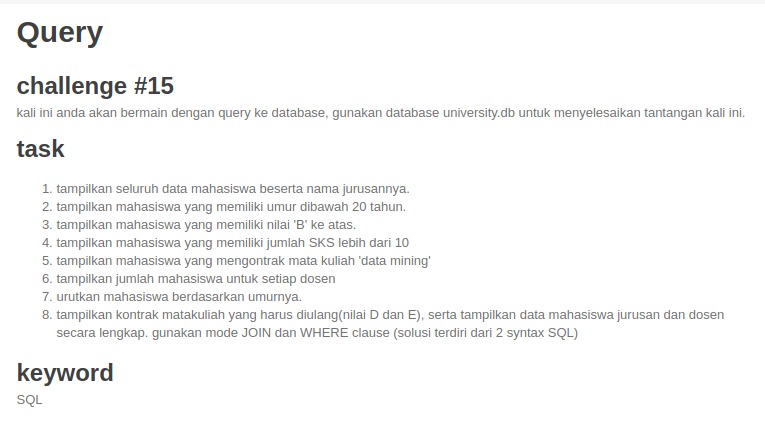 Query
challenge #15
kali ini anda akan bermain dengan query ke database, gunakan database university.db untuk menyelesaikan tantangan kali ini.
task
1. tampilkan seluruh data mahasiswa beserta nama jurusannya.
2. tampilkan mahasiswa yang memiliki umur dibawah 20 tahun.
3. tampilkan mahasiswa yang memiliki nilai 'B' ke atas.
4. tampilkan mahasiswa yang memiliki jumlah SKS lebih dari 10
5. tampilkan mahasiswa yang mengontrak mata kuliah 'data mining'
6. tampilkan jumlah mahasiswa untuk setiap dosen
7. urutkan mahasiswa berdasarkan umurnya.
8. tampilkan kontrak matakuliah yang harus diulang(nilai D dan E), serta tampilkan data mahasiswa jurusan dan dosen
secara lengkap. gunakan mode JOIN dan WHERE clause (solusi terdiri dari 2 syntax SQL)
keyword
SQL